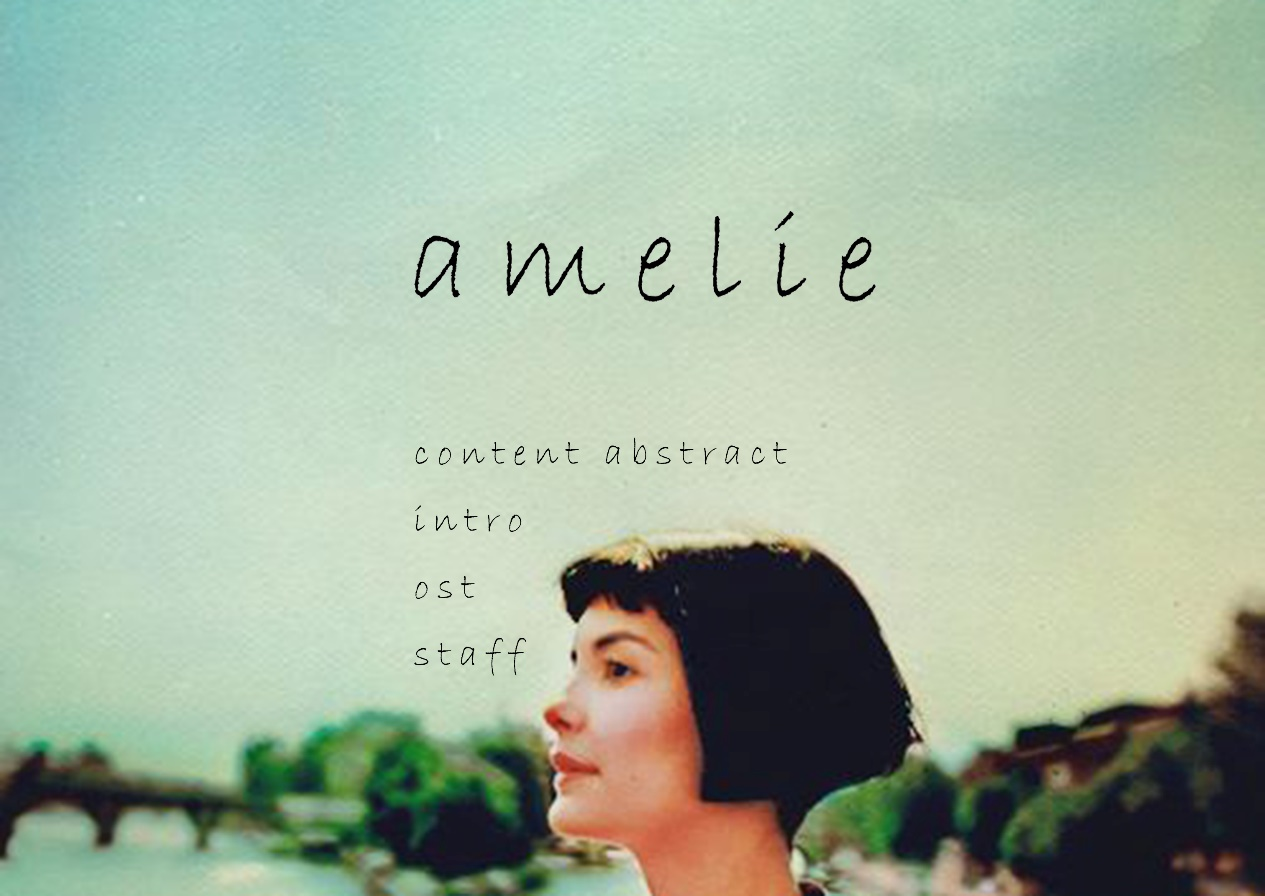 amelie
content abstract
intro
ost
staff